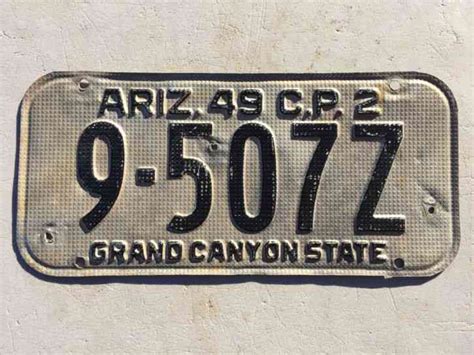 ARIZ. 49 C.P. 2
9-507Z
GRAND CANYON STATE